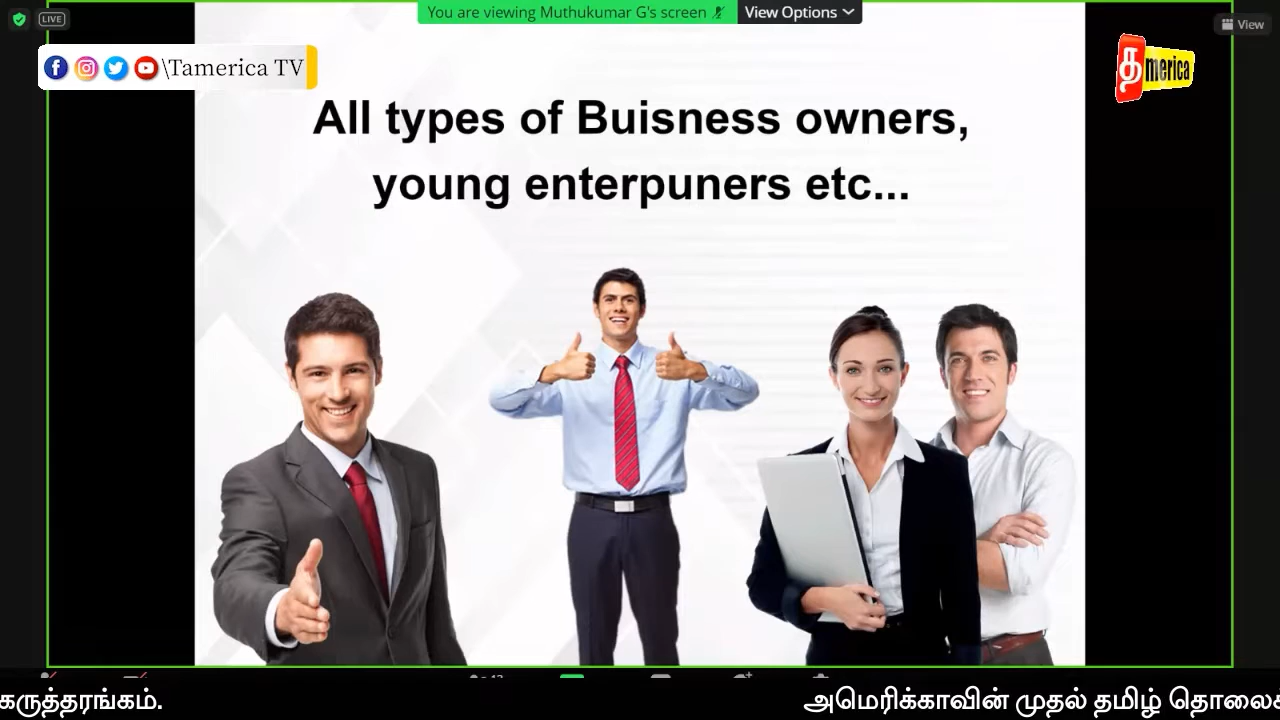 You are viewing Muthukumar G's screen
View Options
LIVE
View
\Tamerica TV
தmerica
All types of Buisness owners,
young enterpuners etc...
கருத்தரங்கம்.
அமெரிக்காவின் முதல் தமிழ்